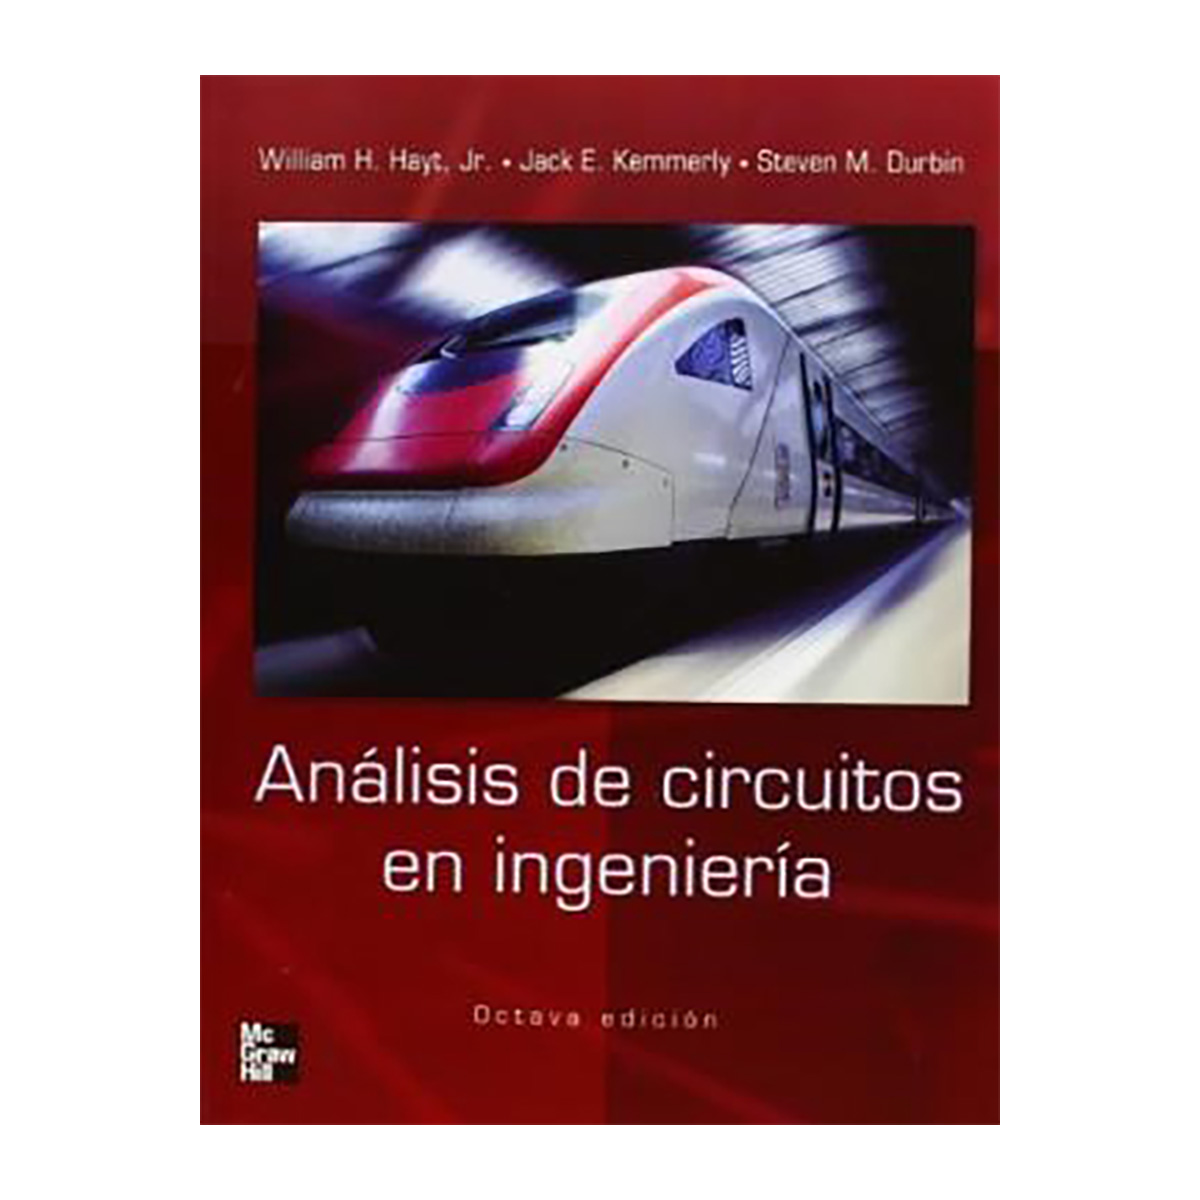 William H. Hayt, Jr. • Jack E. Kemmerly • Steven M. Durbin
Análisis de circuitos
en ingeniería
Octava edición
Mc
Graw
Hill